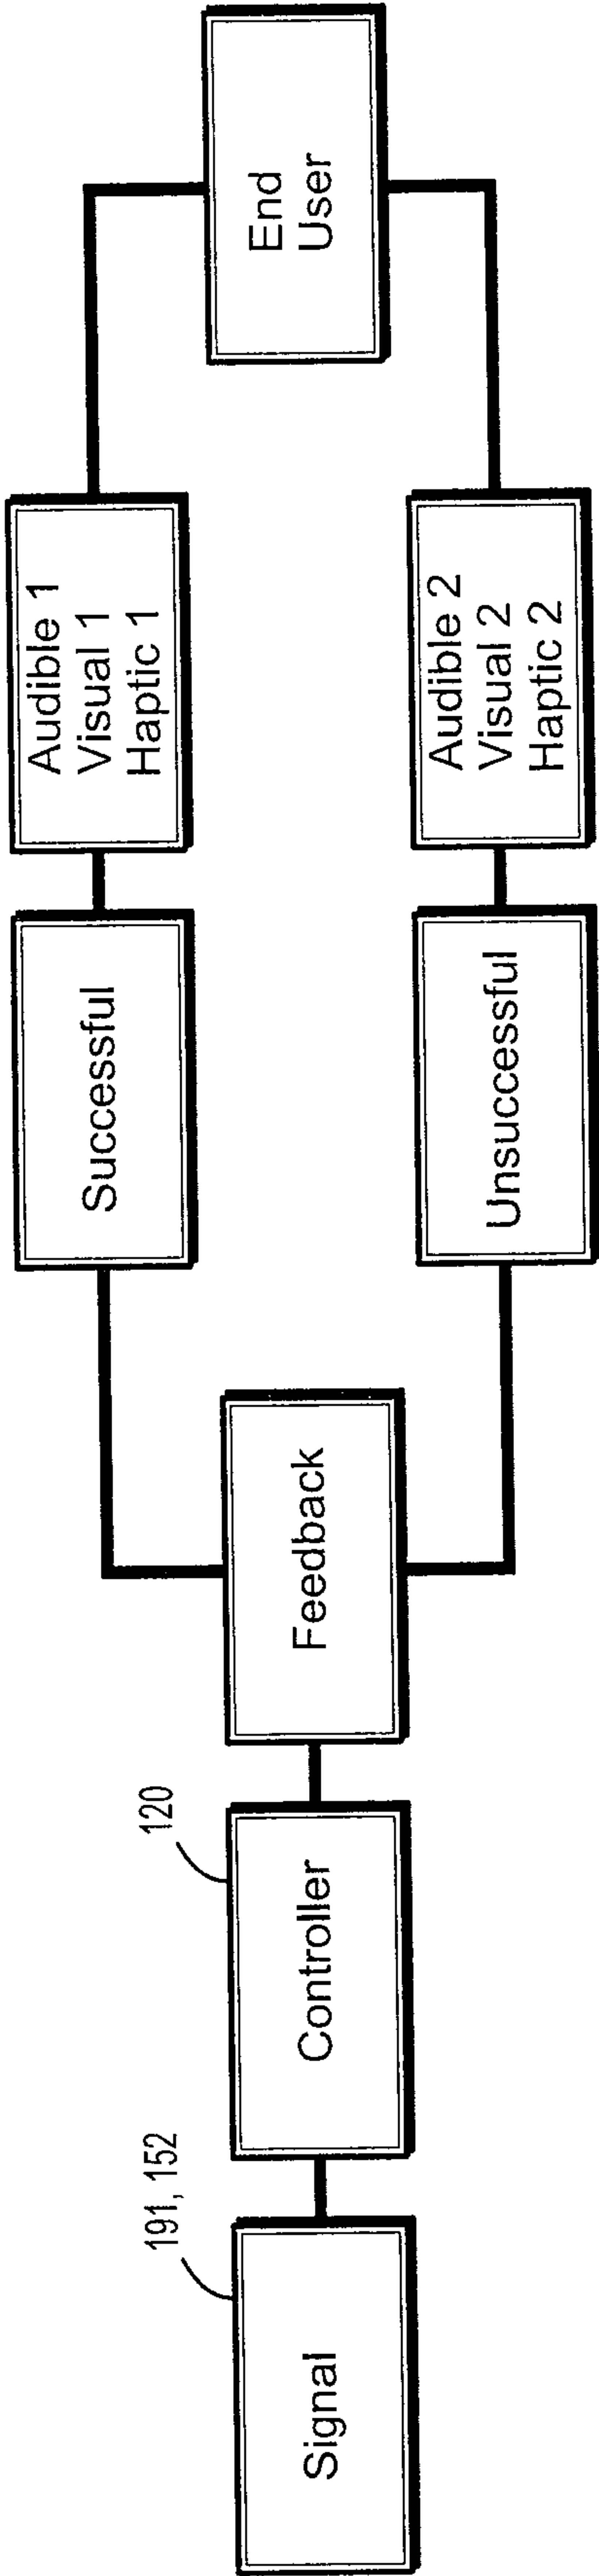 191, 152
Signal
120
Controller
Feedback
Successful
Audible 1
Visual 1
Haptic 1
Unsuccessful
Audible 2
Visual 2
Haptic 2
End
User